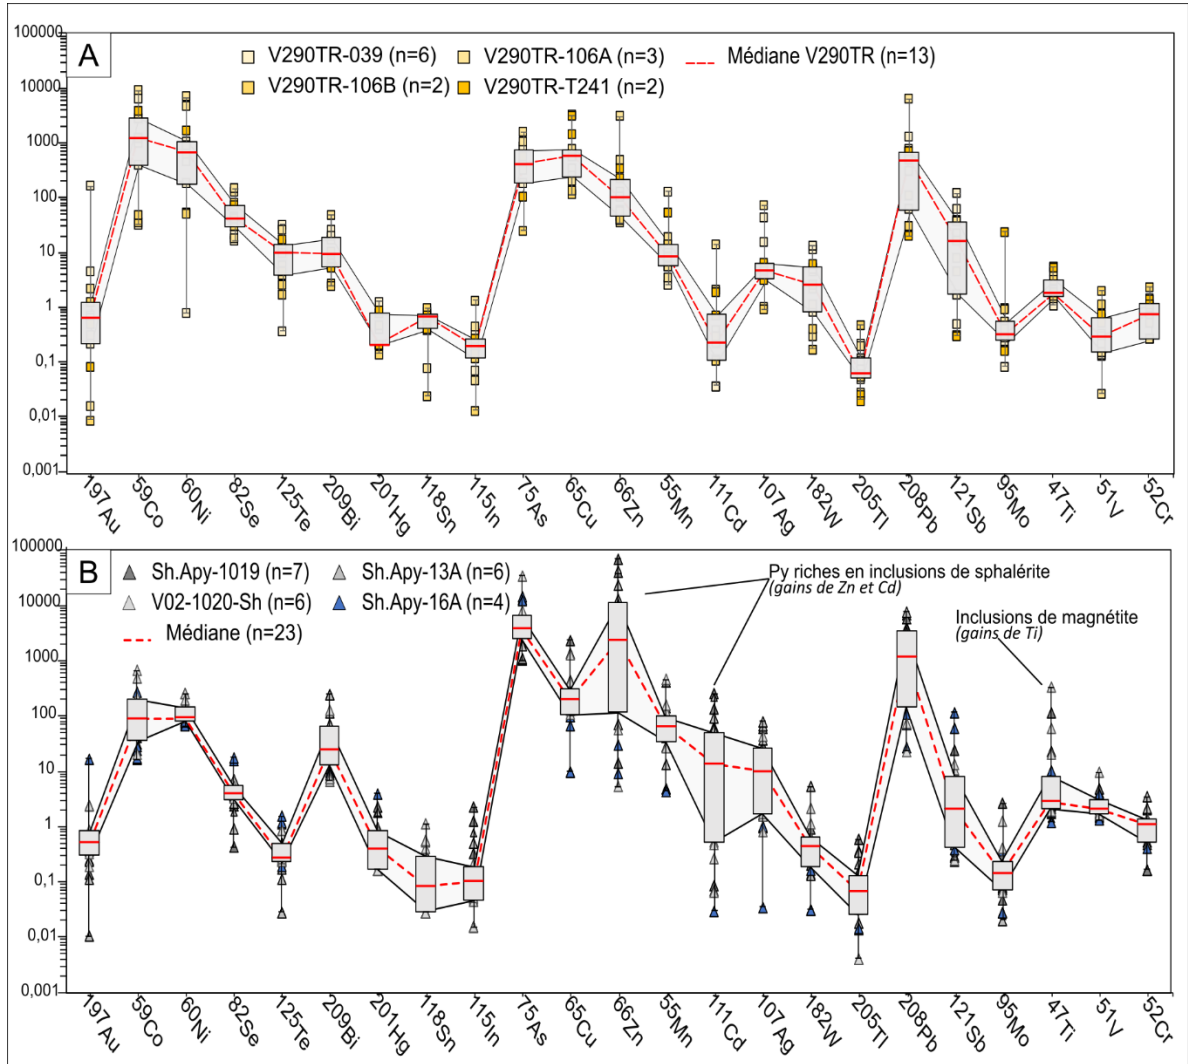 A
V290TR-039 (n=6)
V290TR-106A (n=3)
Médiane V290TR (n=13)
V290TR-106B (n=2)
V290TR-T241 (n=2)
100000
10000
1000
100
10
1
0,1
0,01
0,001
197Au
59Co
60Ni
82Se
125Te
209Bi
201Hg
118Sn
115In
75As
65Cu
66Zn
55Mn
111Cd
107Ag
182W
205Tl
208Pb
121Sb
95Mo
47Ti
51V
52Cr
B
Sh.Apy-1019 (n=7)
Sh.Apy-13A (n=6)
V02-1020-Sh (n=6)
Sh.Apy-16A (n=4)
Médiane (n=23)
Py riches en inclusions de sphalérite
(gains de Zn et Cd)
Inclusions de magnétite
(gains de Ti)
100000
10000
1000
100
10
1
0,1
0,01
0,001
197Au
59Co
60Ni
82Se
125Te
209Bi
201Hg
118Sn
115In
75As
65Cu
66Zn
55Mn
111Cd
107Ag
182W
205Tl
208Pb
121Sb
95Mo
47Ti
51V
52Cr